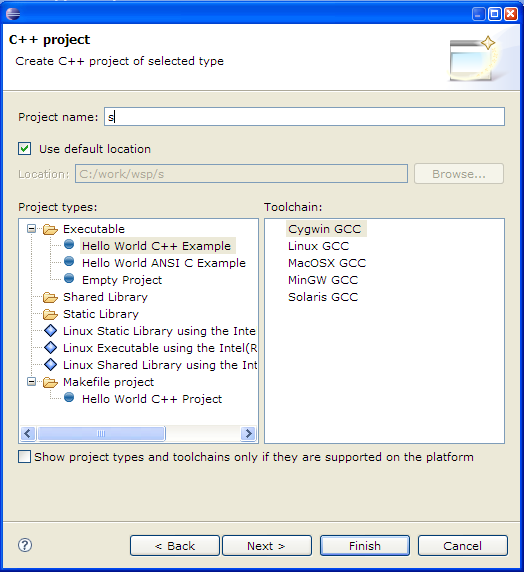 C++ project
Create C++ project of selected type
Project name: s
Use default location
Location: C:/work/wsp/s Browse...
Project types: Toolchain:
Executable
Hello World C++ Example
Hello World ANSI C Example
Empty Project
Shared Library
Static Library
Linux Static Library using the Inte
Linux Executable using the Intel(R
Linux Shared Library using the Int
Makefile project
Hello World C++ Project
Cygwin GCC
Linux GCC
MacOSX GCC
MinGW GCC
Solaris GCC
Show project types and toolchains only if they are supported on the platform
? < Back Next > Finish Cancel